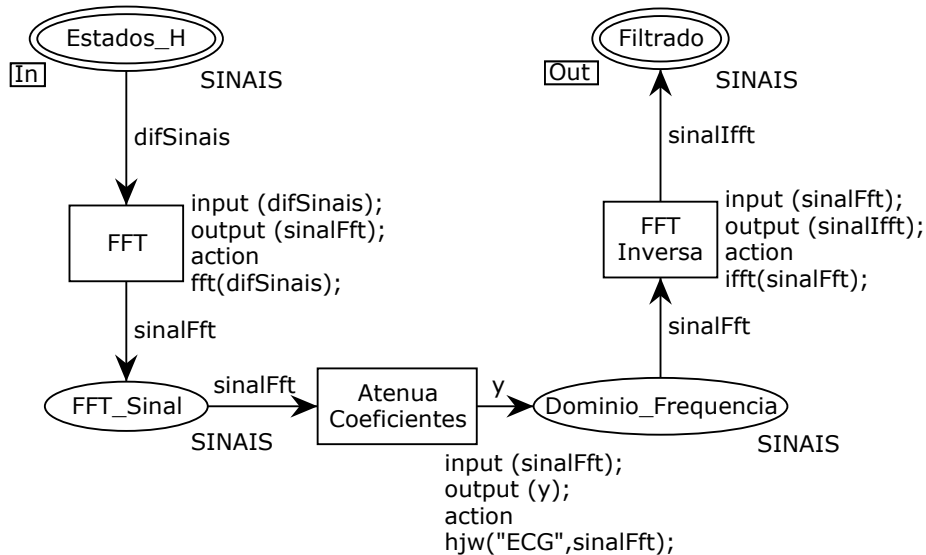 Estados_H
In
SINAIS
difSinais
FFT
input (difSinais);
output (sinalFft);
action
fft(difSinais);
sinalFft
FFT_Sinal
SINAIS
sinalFft
Atenua
Coeficientes
input (sinalFft);
output (y);
action
hjw("ECG",sinalFft);
y
Dominio_Frequencia
SINAIS
sinalFft
FFT
Inversa
input (sinalFft);
output (sinalIfft);
action
ifft(sinalFft);
sinalIfft
Filtrado
Out
SINAIS